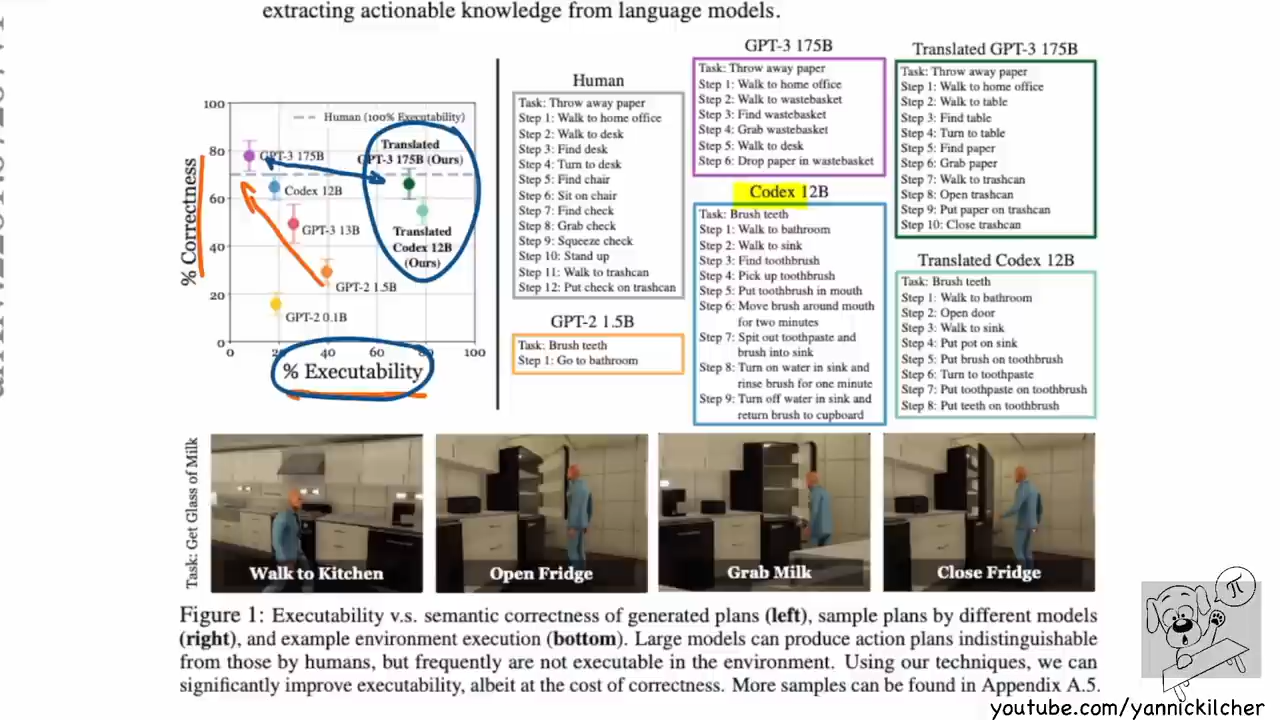 extracting actionable knowledge from language models.
% Correctness
100
80
60
40
20
0
Human (100% Executability)
GPT-3 175B
Translated
GPT-3 175B (Ours)
Codex 12B
GPT-3 13B
Translated
Codex 12B
(Ours)
GPT-2 1.5B
GPT-2 0.1B
0
20
40
60
80
100
% Executability
Human
Task: Throw away paper
Step 1: Walk to home office
Step 2: Walk to desk
Step 3: Find desk
Step 4: Turn to desk
Step 5: Find chair
Step 6: Sit on chair
Step 7: Find check
Step 8: Grab check
Step 9: Squeeze check
Step 10: Stand up
Step 11: Walk to trashcan
Step 12: Put check on trashcan
GPT-2 1.5B
Task: Brush teeth
Step 1: Go to bathroom
GPT-3 175B
Task: Throw away paper
Step 1: Walk to home office
Step 2: Walk to wastebasket
Step 3: Find wastebasket
Step 4: Grab wastebasket
Step 5: Walk to desk
Step 6: Drop paper in wastebasket
Codex 12B
Task: Brush teeth
Step 1: Walk to bathroom
Step 2: Walk to sink
Step 3: Find toothbrush
Step 4: Pick up toothbrush
Step 5: Put toothbrush in mouth
Step 6: Move brush around mouth
for two minutes
Step 7: Spit out toothpaste and
brush into sink
Step 8: Turn on water in sink and
rinse brush for one minute
Step 9: Turn off water in sink and
return brush to cupboard
Translated GPT-3 175B
Task: Throw away paper
Step 1: Walk to home office
Step 2: Walk to table
Step 3: Find table
Step 4: Turn to table
Step 5: Find paper
Step 6: Grab paper
Step 7: Walk to trashcan
Step 8: Open trashcan
Step 9: Put paper on trashcan
Step 10: Close trashcan
Translated Codex 12B
Task: Brush teeth
Step 1: Walk to bathroom
Step 2: Open door
Step 3: Walk to sink
Step 4: Put pot on sink
Step 5: Put brush on toothbrush
Step 6: Turn to toothpaste
Step 7: Put toothpaste on toothbrush
Step 8: Put teeth on toothbrush
Task: Get Glass of Milk
Walk to Kitchen
Open Fridge
Grab Milk
Close Fridge
Figure 1: Executability v.s. semantic correctness of generated plans (left), sample plans by different models
(right), and example environment execution (bottom). Large models can produce action plans indistinguishable
from those by humans, but frequently are not executable in the environment. Using our techniques, we can
significantly improve executability, albeit at the cost of correctness. More samples can be found in Appendix A.5.
π
youtube.com/yannickilcher